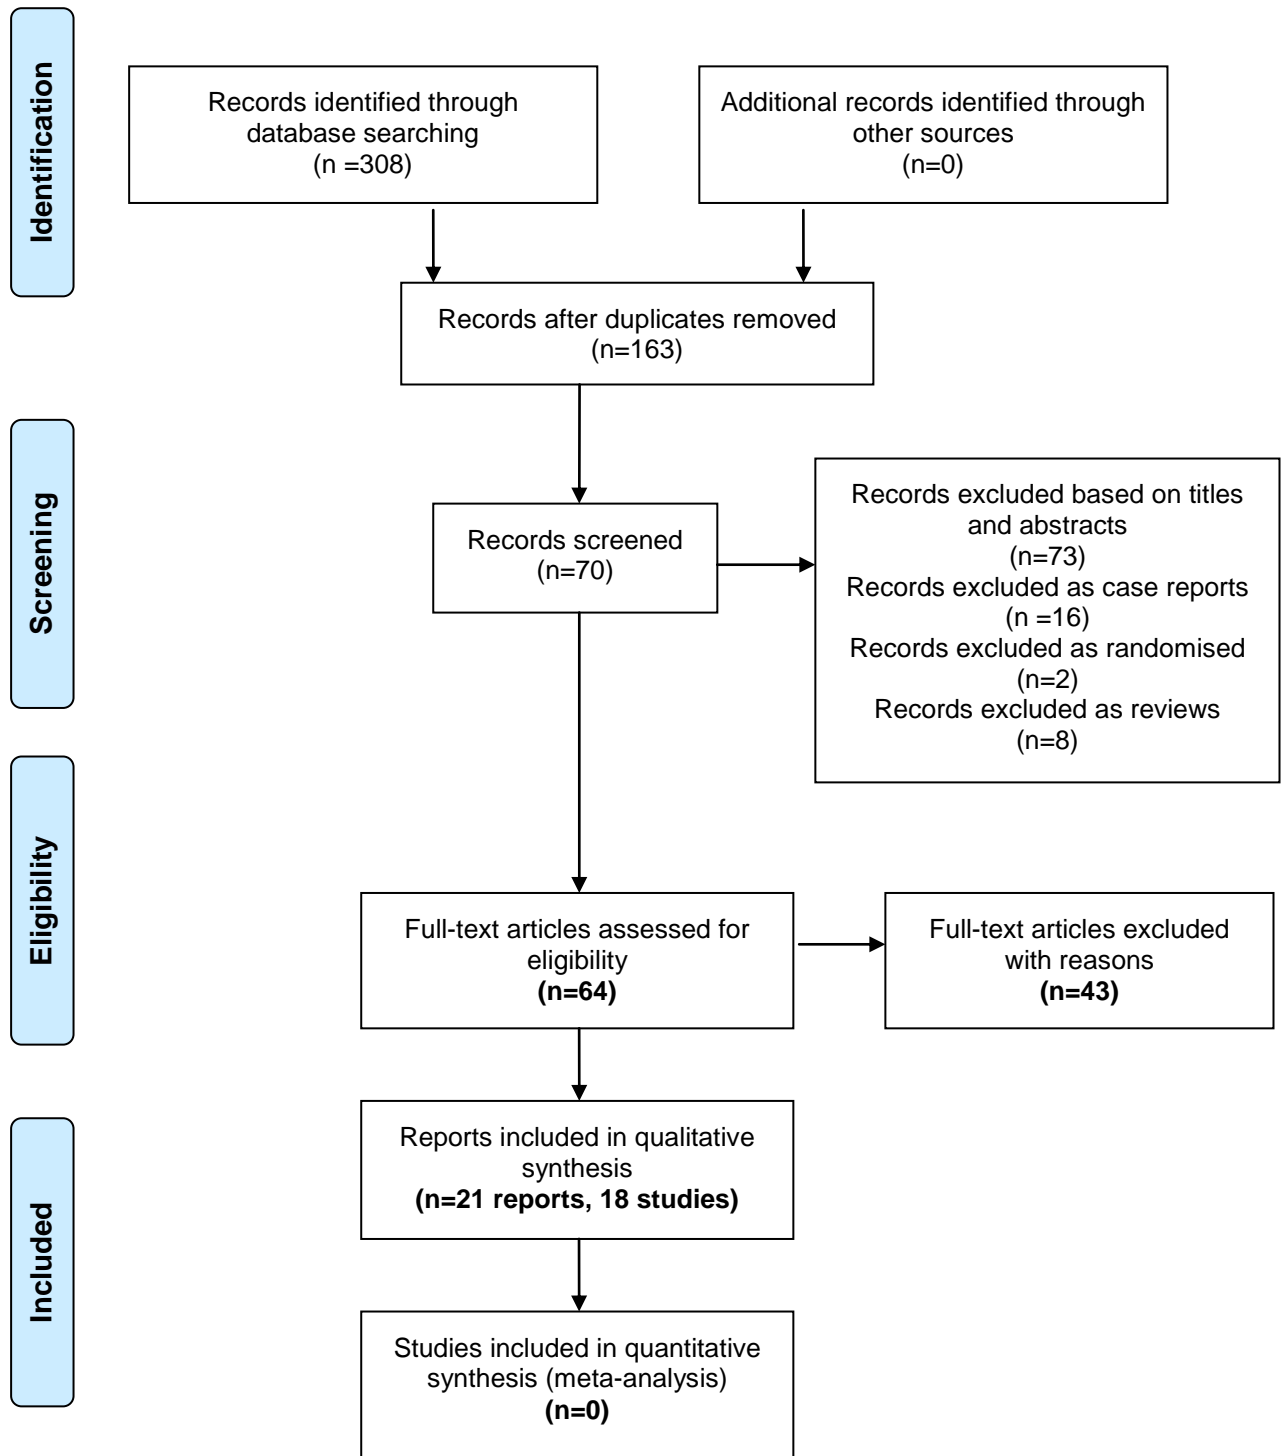 Identification
Records identified through
database searching
(n =308)
Additional records identified through
other sources
(n=0)
Records after duplicates removed
(n=163)
Screening
Records screened
(n=70)
Records excluded based on titles
and abstracts
(n=73)
Records excluded as case reports
(n =16)
Records excluded as randomised
(n=2)
Records excluded as reviews
(n=8)
Eligibility
Full-text articles assessed for
eligibility
(n=64)
Full-text articles excluded
with reasons
(n=43)
Included
Reports included in qualitative
synthesis
(n=21 reports, 18 studies)
Studies included in quantitative
synthesis (meta-analysis)
(n=0)